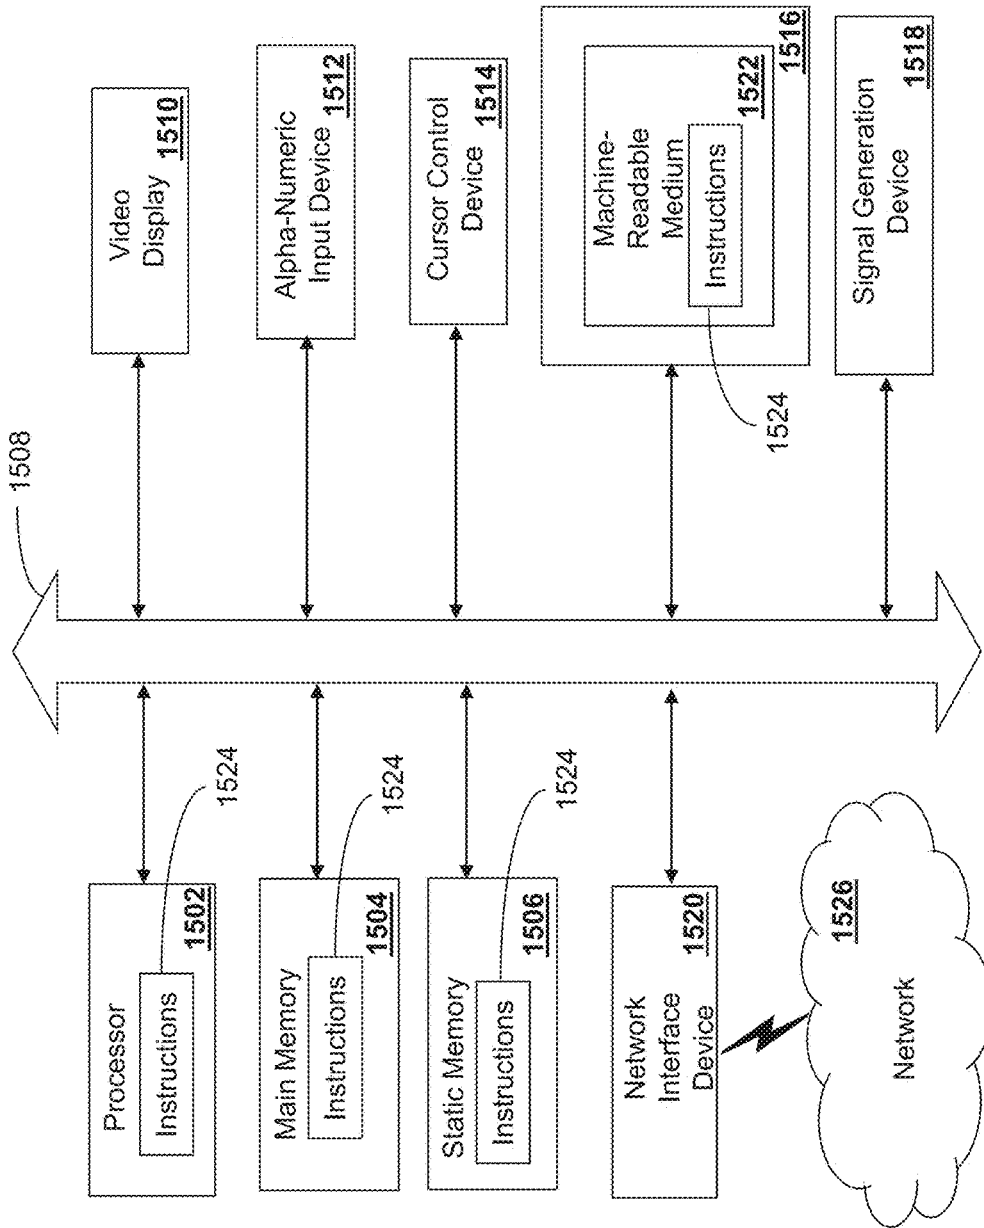 1508
Processor
Instructions
1502
1524
Main Memory
Instructions
1504
1524
Static Memory
Instructions
1506
1524
Network
Interface
Device
1520
Network
1526
Video
Display
1510
Alpha-Numeric
Input Device
1512
Cursor Control
Device
1514
Machine-
Readable
Medium
Instructions
1522
1516
1524
Signal Generation
Device
1518